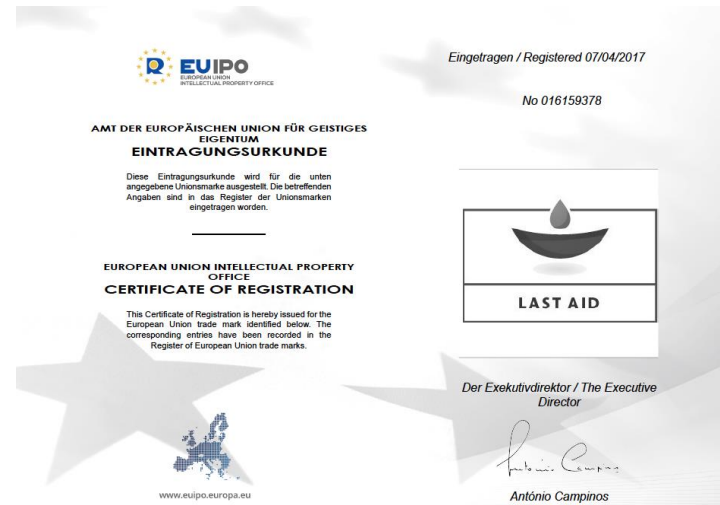 EUIPO
EUROPEAN UNION
INTELLECTUAL PROPERTY OFFICE
AMT DER EUROPÄISCHEN UNION FÜR GEISTIGES
EIGENTUM
EINTRAGUNGSURKUNDE
Diese Eintragungsurkunde wird für die unten
angegebene Unionsmarke ausgestellt. Die betreffenden
Angaben sind in das Register der Unionsmarken
eingetragen worden.
EUROPEAN UNION INTELLECTUAL PROPERTY
OFFICE
CERTIFICATE OF REGISTRATION
This Certificate of Registration is hereby issued for the
European Union trade mark identified below. The
corresponding entries have been recorded in the
Register of European Union trade marks.
www.euipo.europa.eu
Eingetragen / Registered 07/04/2017
No 016159378
LAST AID
Der Exekutivdirektor / The Executive
Director
António Campinos
António Campinos